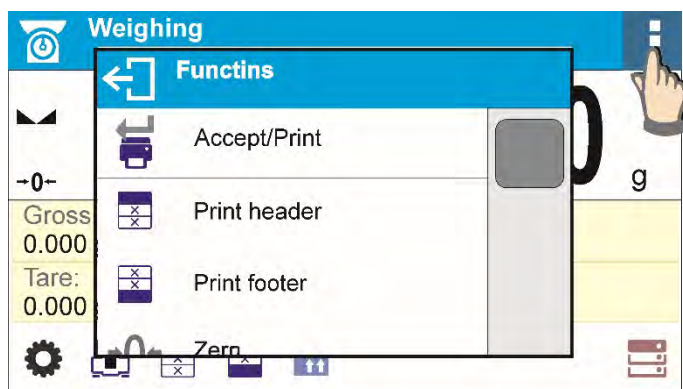 Weighing
Functins
Accept/Print
Print header
Print footer
Zero
→0←
g
Gross
0.000
Tare:
0.000